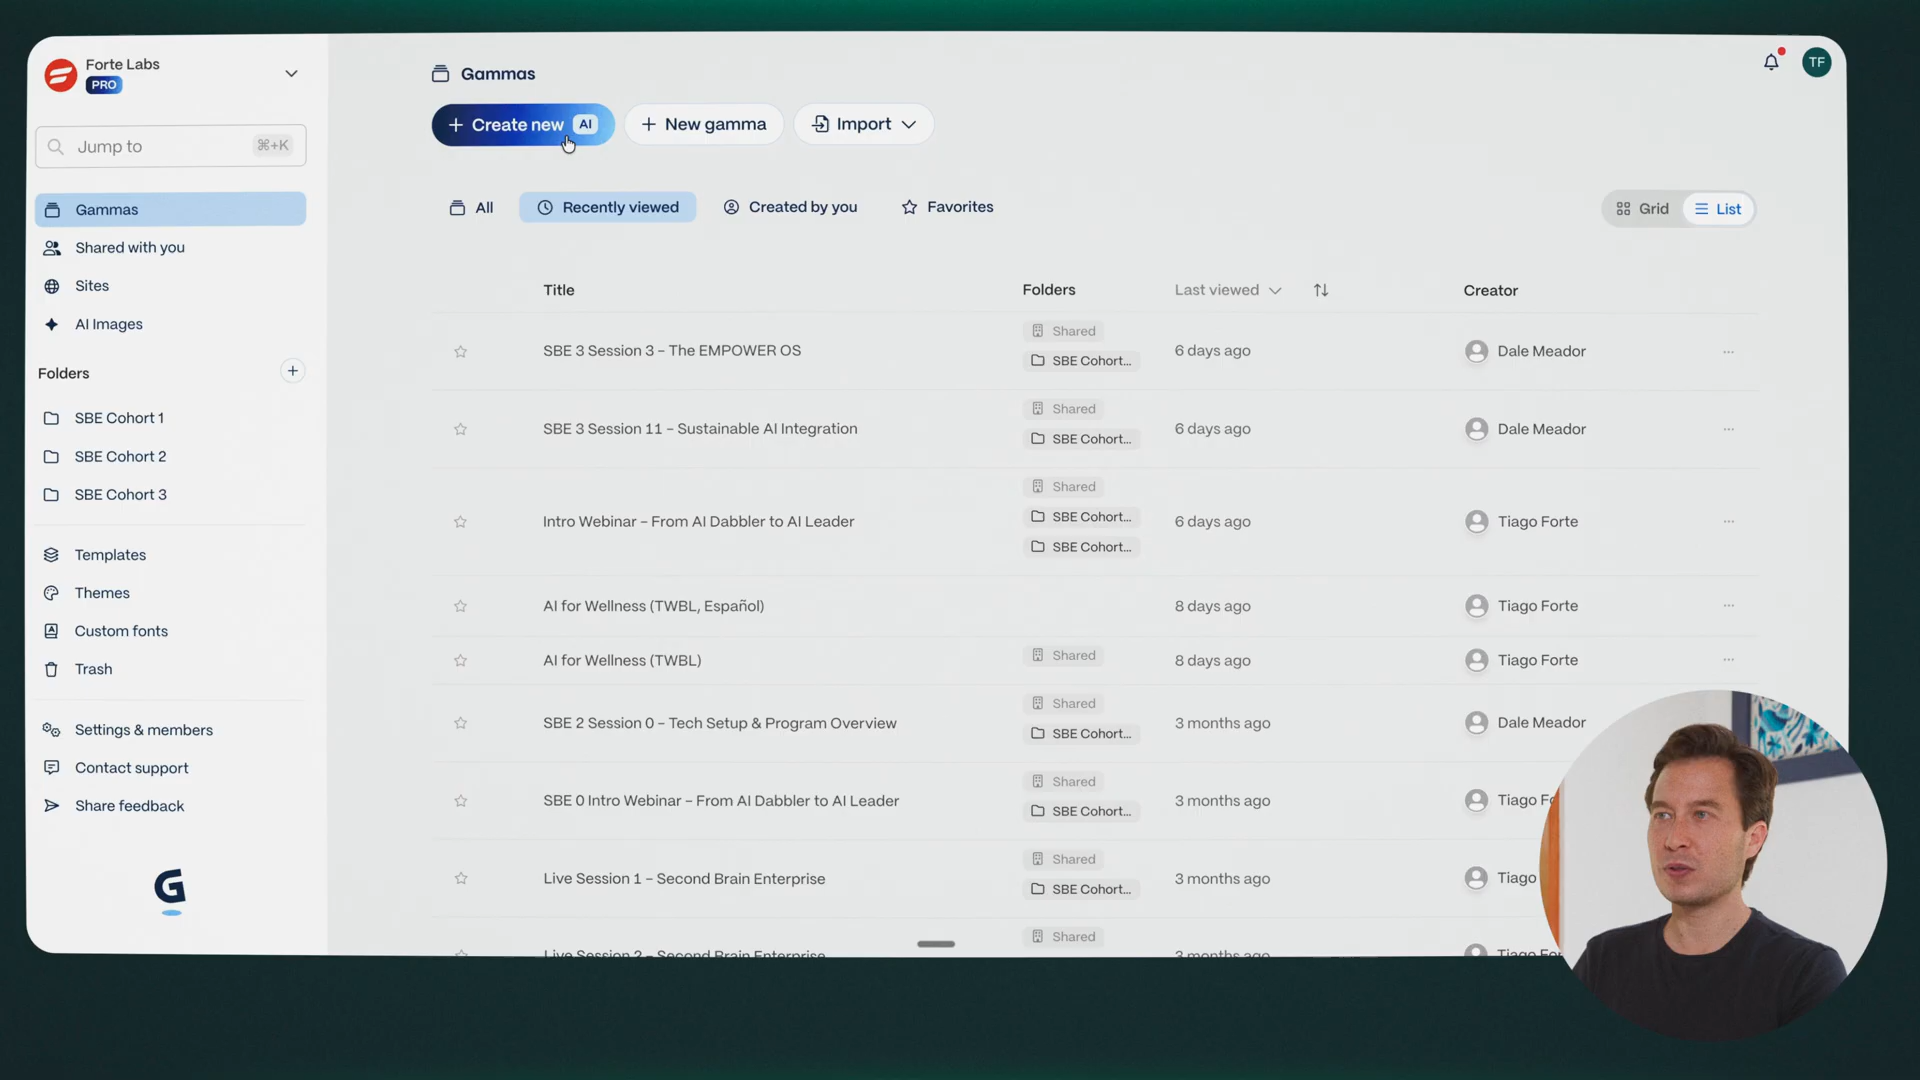 Forte Labs
PRO
Jump to
⌘+K
Gammas
Shared with you
Sites
AI Images
Folders
SBE Cohort 1
SBE Cohort 2
SBE Cohort 3
Templates
Themes
Custom fonts
Trash
Settings & members
Contact support
Share feedback
G
Gammas
TF
+ Create new AI
+ New gamma
Import
All
Recently viewed
Created by you
Favorites
Grid
List
Title
Folders
Last viewed
Creator
SBE 3 Session 3 – The EMPOWER OS
Shared
SBE Cohort...
6 days ago
Dale Meador
SBE 3 Session 11 – Sustainable AI Integration
Shared
SBE Cohort...
6 days ago
Dale Meador
Intro Webinar – From AI Dabbler to AI Leader
Shared
SBE Cohort...
SBE Cohort...
6 days ago
Tiago Forte
AI for Wellness (TWBL, Español)
8 days ago
Tiago Forte
AI for Wellness (TWBL)
Shared
8 days ago
Tiago Forte
SBE 2 Session 0 – Tech Setup & Program Overview
Shared
SBE Cohort...
3 months ago
Dale Meador
SBE 0 Intro Webinar – From AI Dabbler to AI Leader
Shared
SBE Cohort...
3 months ago
Tiago Fo
Live Session 1 – Second Brain Enterprise
Shared
SBE Cohort...
3 months ago
Tiago
Live Session 2 – Second Brain Enterprise
Shared
3 months ago
Tiago For